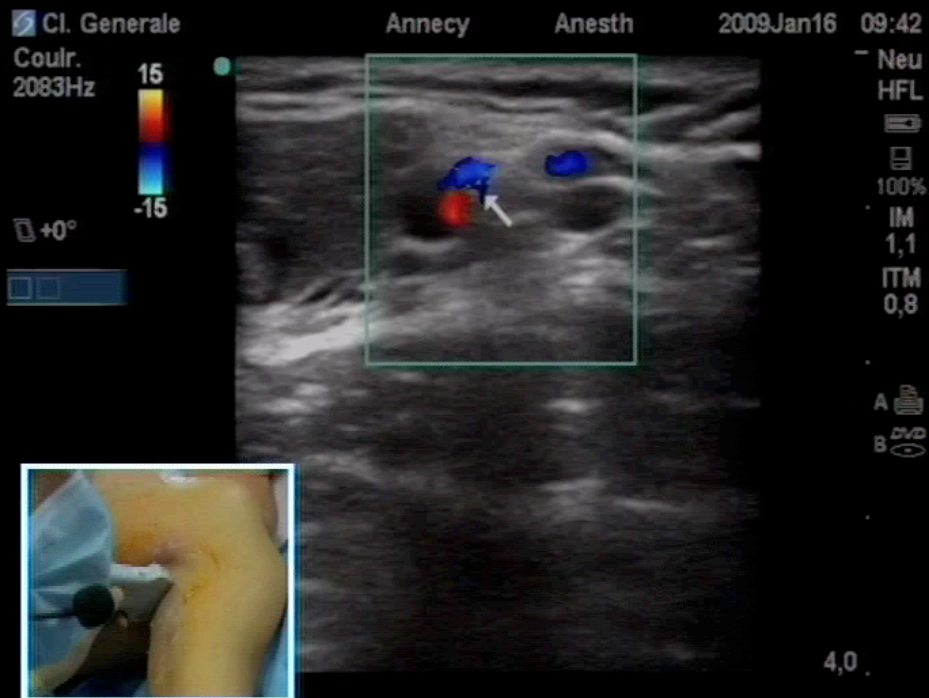 Cl. Generale Annecy Anesth 2009Jan16 09:42
Coulr.
2083Hz
15
-15
+0°
Neu
HFL
100%
IM
1,1
ITM
0,8
A
B DVD
4,0